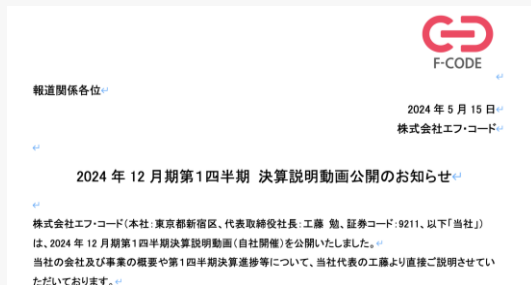 F-CODE
報道関係各位
2024 年 5 月 15 日
株式会社エフ・コード
2024 年 12 月期第1四半期 決算説明動画公開のお知らせ
株式会社エフ・コード(本社:東京都新宿区、代表取締役社長:工藤 勉、証券コード:9211、以下「当社」)
は、2024 年 12 月期第1四半期決算説明動画(自社開催)を公開いたしました。
当社の会社及び事業の概要や第1四半期決算進捗等について、当社代表の工藤より直接ご説明させてい
ただいております。